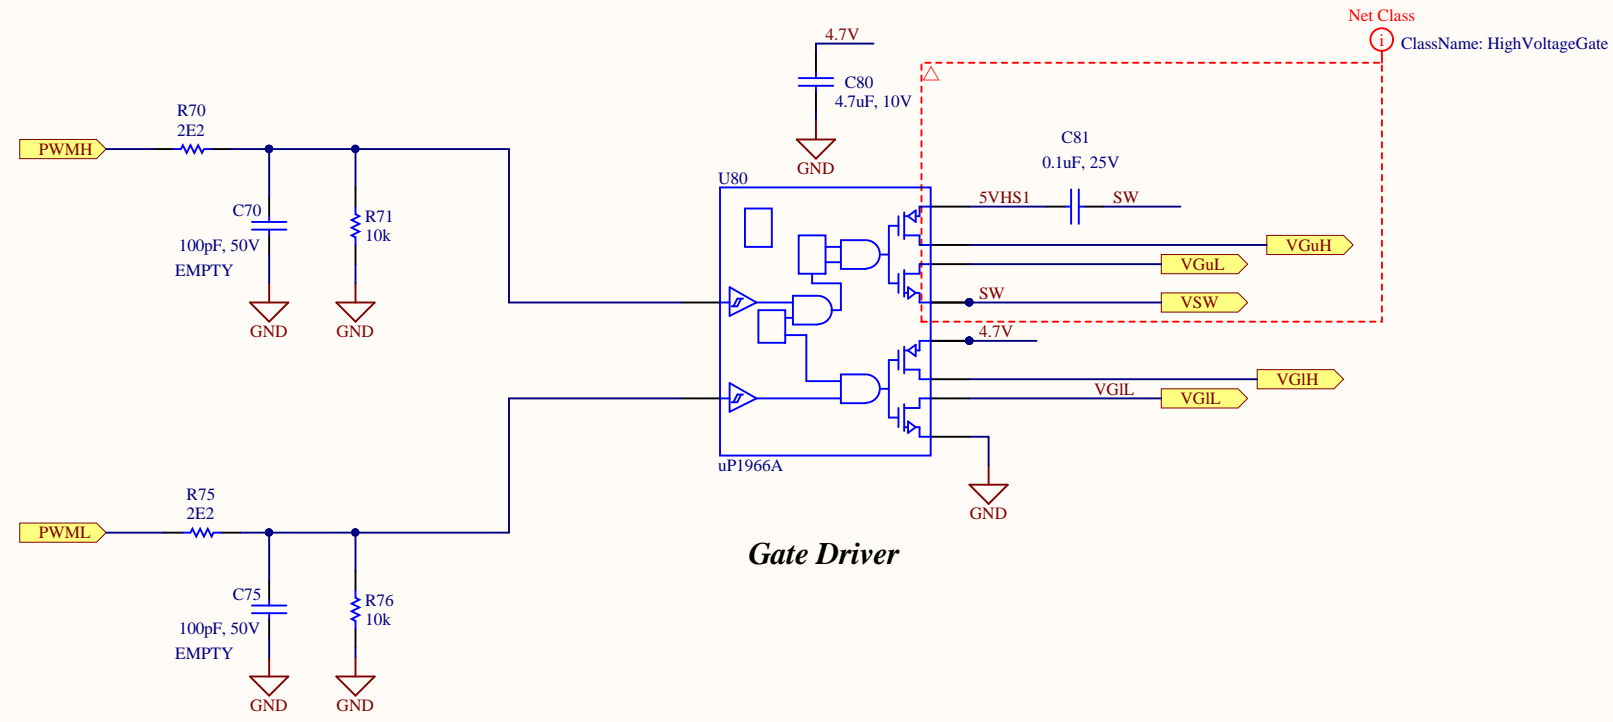 Net Class
i
ClassName: HighVoltageGate
4.7V
C80
4.7uF, 10V
GND
R70
2E2
PWMH
C70
100pF, 50V
EMPTY
R71
10k
GND
GND
U80
C81
0.1uF, 25V
5VHS1
SW
VGuH
VGuL
SW
VSW
4.7V
VGlH
VGlL
VGlL
uP1966A
GND
Gate Driver
R75
2E2
PWML
C75
100pF, 50V
EMPTY
R76
10k
GND
GND